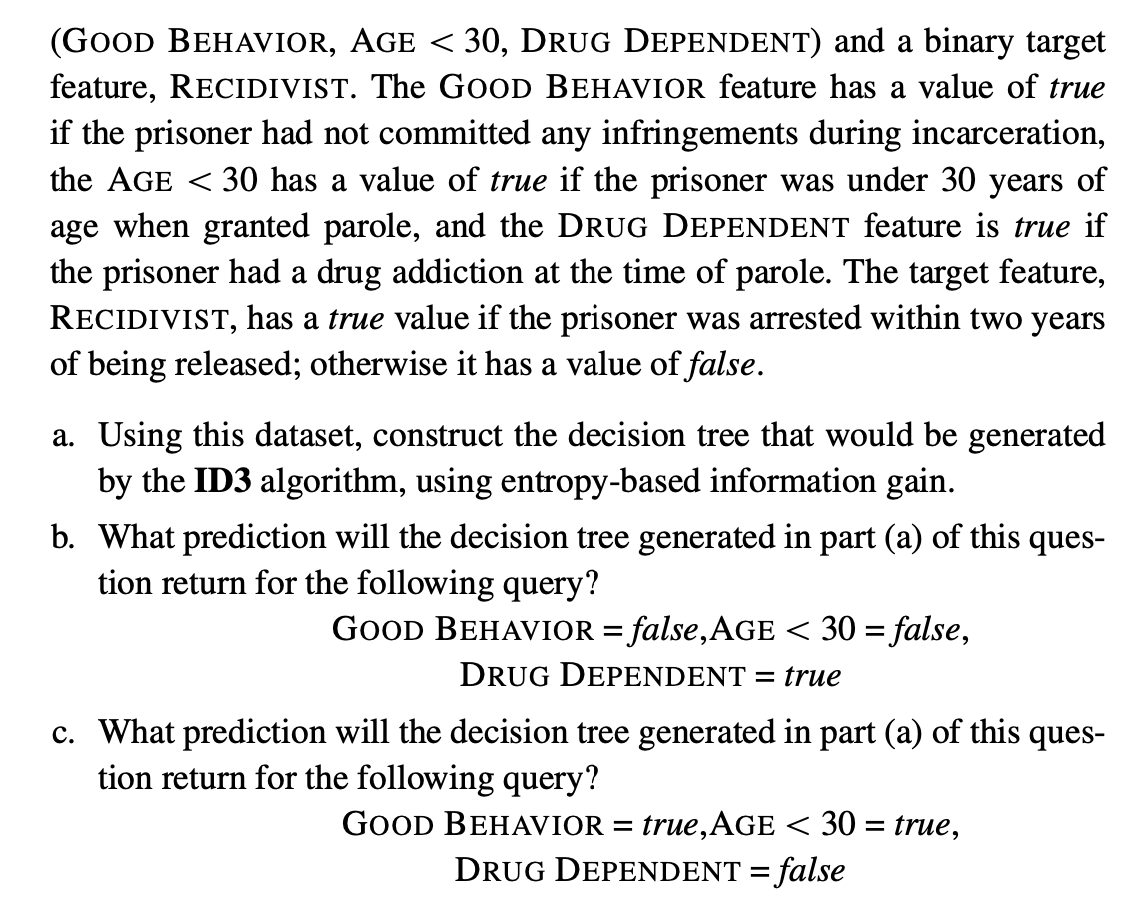 (GOOD BEHAVIOR, AGE < 30, DRUG DEPENDENT) and a binary target
feature, RECIDIVIST. The GOOD BEHAVIOR feature has a value of true
if the prisoner had not committed any infringements during incarceration,
the AGE < 30 has a value of true if the prisoner was under 30 years of
age when granted parole, and the DRUG DEPENDENT feature is true if
the prisoner had a drug addiction at the time of parole. The target feature,
RECIDIVIST, has a true value if the prisoner was arrested within two years
of being released; otherwise it has a value of false.
a. Using this dataset, construct the decision tree that would be generated
by the ID3 algorithm, using entropy-based information gain.
b. What prediction will the decision tree generated in part (a) of this ques-
tion return for the following query?
GOOD BEHAVIOR = false,AGE < 30 = false,
DRUG DEPENDENT = true
c. What prediction will the decision tree generated in part (a) of this ques-
tion return for the following query?
GOOD BEHAVIOR = true,AGE < 30 = true,
DRUG DEPENDENT = false